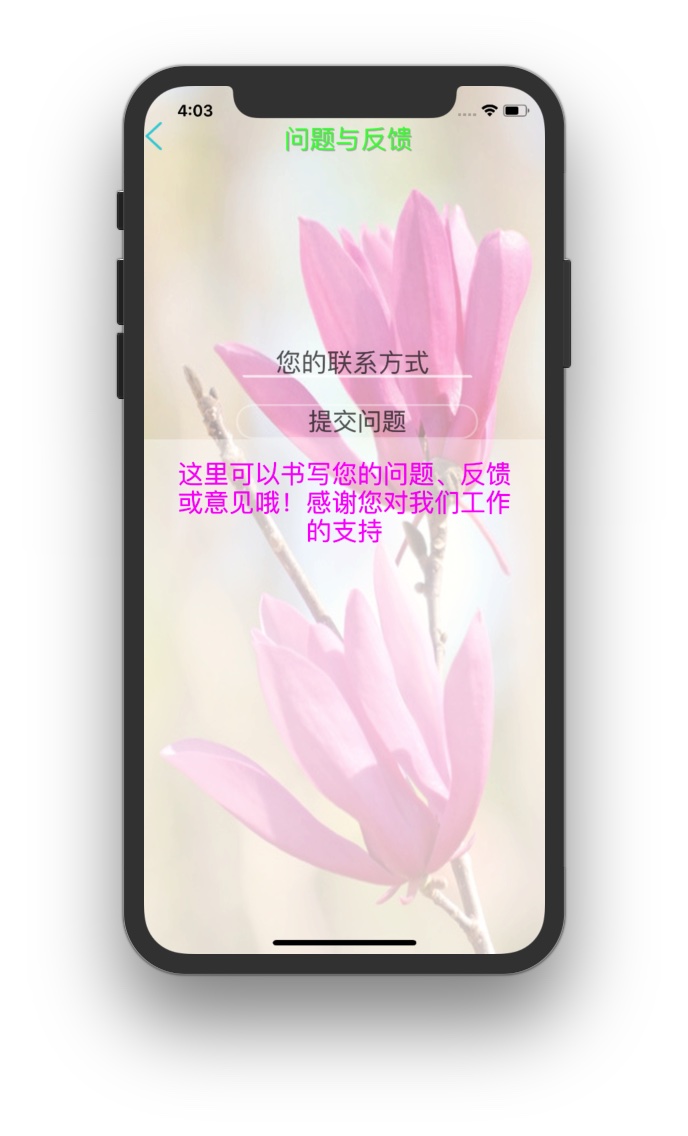 4:03
问题与反馈
您的联系方式
提交问题
这里可以书写您的问题、反馈
或意见哦！感谢您对我们工作
的支持